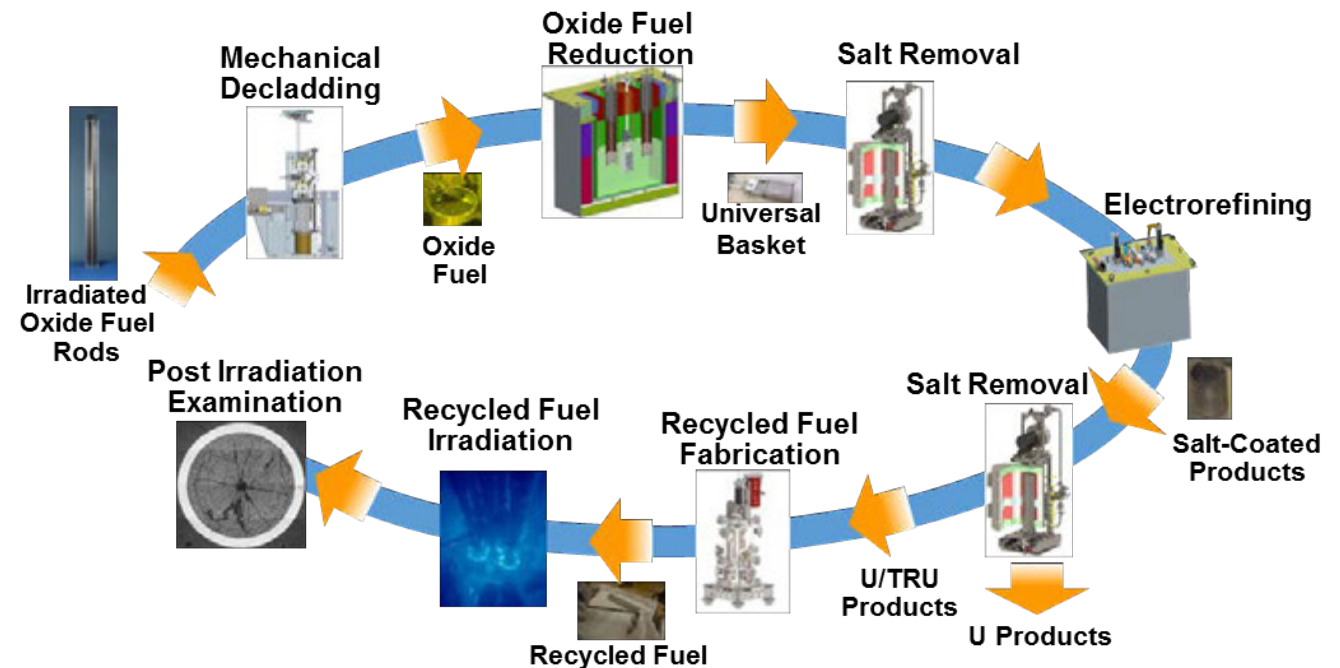 Mechanical
Decladding
Oxide Fuel
Reduction
Salt Removal
Oxide
Fuel
Universal
Basket
Electrorefining
Irradiated
Oxide Fuel
Rods
Post Irradiation
Examination
Recycled Fuel
Irradiation
Recycled Fuel
Fabrication
Salt Removal
Salt-Coated
Products
U/TRU
Products
U Products
Recycled Fuel